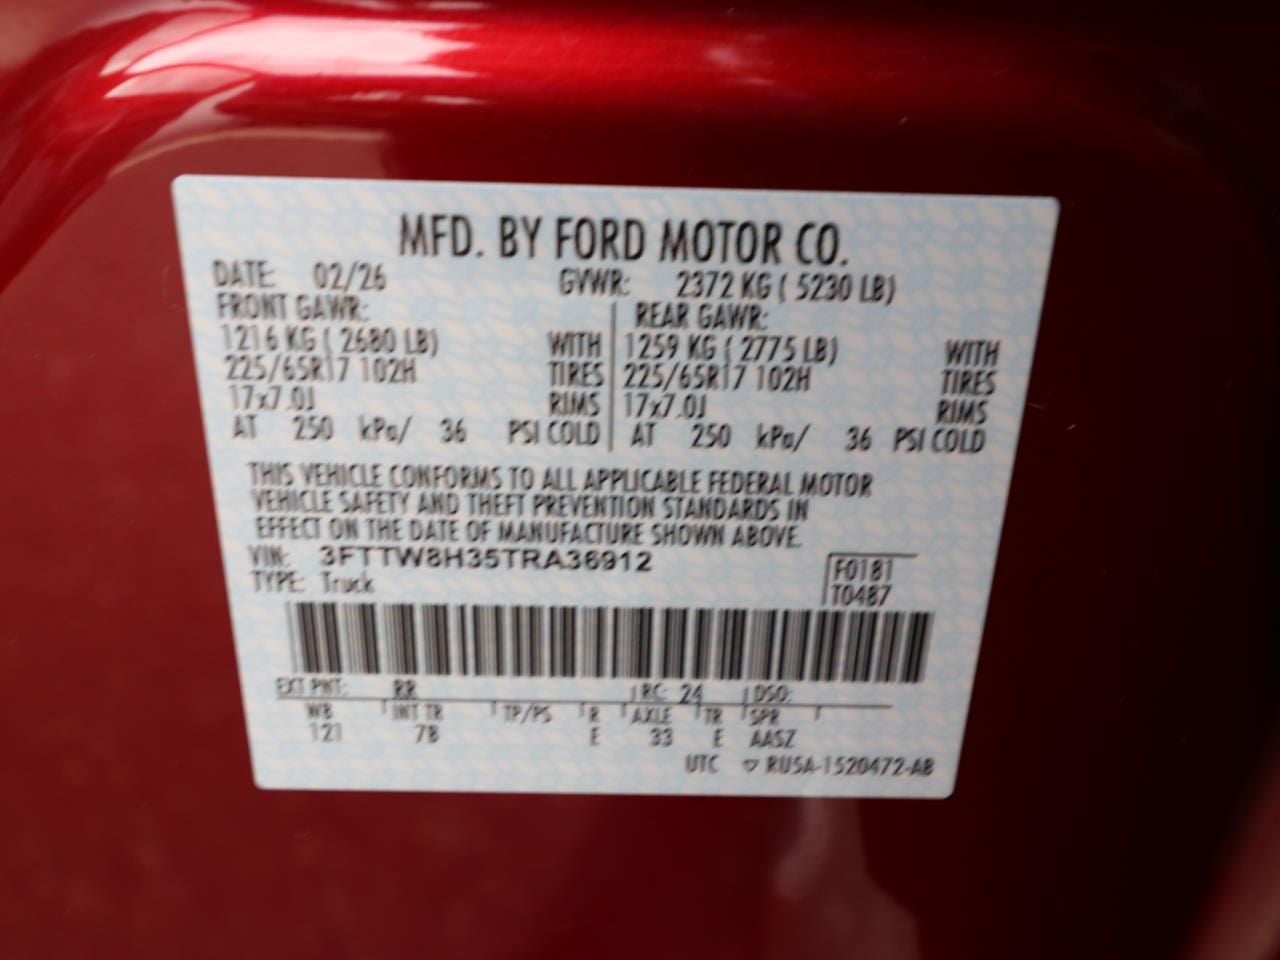 MFD. BY FORD MOTOR CO.
DATE: 02/26 GVWR: 2372 KG ( 5230 LB)
FRONT GAWR: REAR GAWR:
1216 KG ( 2680 LB) WITH 1259 KG ( 2775 LB) WITH
225/65R17 102H TIRES 225/65R17 102H TIRES
17x7.0J RIMS 17x7.0J RIMS
AT 250 kPa/ 36 PSI COLD AT 250 kPa/ 36 PSI COLD
THIS VEHICLE CONFORMS TO ALL APPLICABLE FEDERAL MOTOR
VEHICLE SAFETY AND THEFT PREVENTION STANDARDS IN
EFFECT ON THE DATE OF MANUFACTURE SHOWN ABOVE.
VIN: 3FTTW8H35TRA36912 F0181
TYPE: Truck T0487
EXT PNT: RR RC: 24 DSO:
WB INT TR TP/PS R AXLE TR SPR
121 78 E 33 E AASZ
UTC ▽ RU5A-1520472-AB